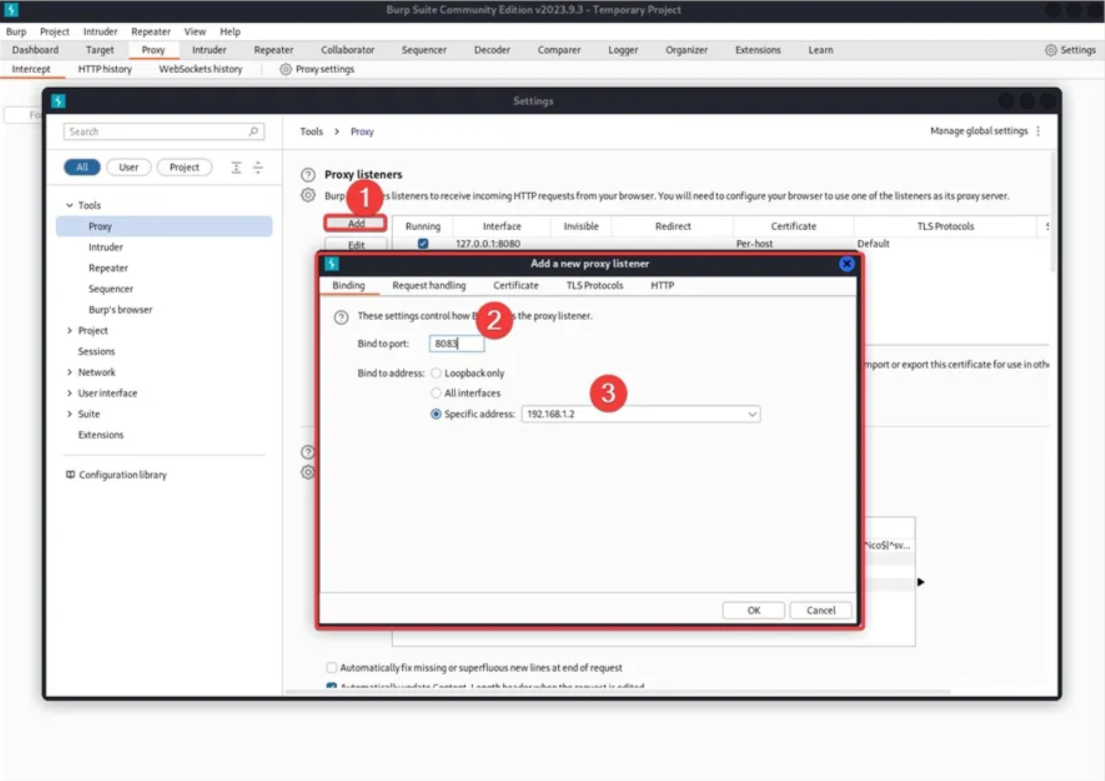 Burp Suite Community Edition v2023.9.3 - Temporary Project
Burp Project Intruder Repeater View Help
Dashboard Target Proxy Intruder Repeater Collaborator Sequencer Decoder Comparer Logger Organizer Extensions Learn Settings
Intercept HTTP history WebSockets history Proxy settings
Fo
Settings
Search
Tools > Proxy
Manage global settings
All User Project
Proxy listeners
Burp listeners to receive incoming HTTP requests from your browser. You will need to configure your browser to use one of the listeners as its proxy server.
1
Tools
Proxy
Intruder
Repeater
Sequencer
Burp's browser
Project
Sessions
Network
User interface
Suite
Extensions
Configuration library
Add
Edit
Running Interface Invisible Redirect Certificate TLS Protocols
127.0.0.1:8080 Per-host Default
Add a new proxy listener
Binding Request handling Certificate TLS Protocols HTTP
These settings control how the proxy listener.
2
Bind to port: 8083
Bind to address: Loopback only
All interfaces
3
Specific address: 192.168.1.2
OK Cancel
mport or export this certificate for use in othe
^ico$|^sv...
Automatically fix missing or superfluous new lines at end of request
Automatically update Content-Length header when the request is edited